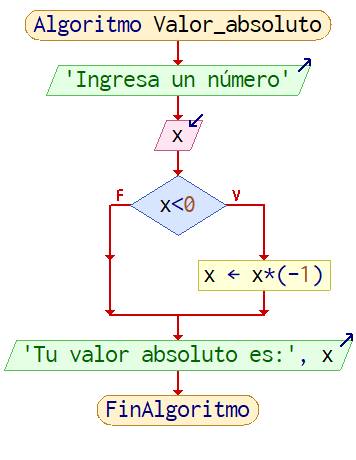 Algoritmo Valor_absoluto
'Ingresa un número'
x
F
V
x<0
x ← x*(-1)
'Tu valor absoluto es:', x
FinAlgoritmo